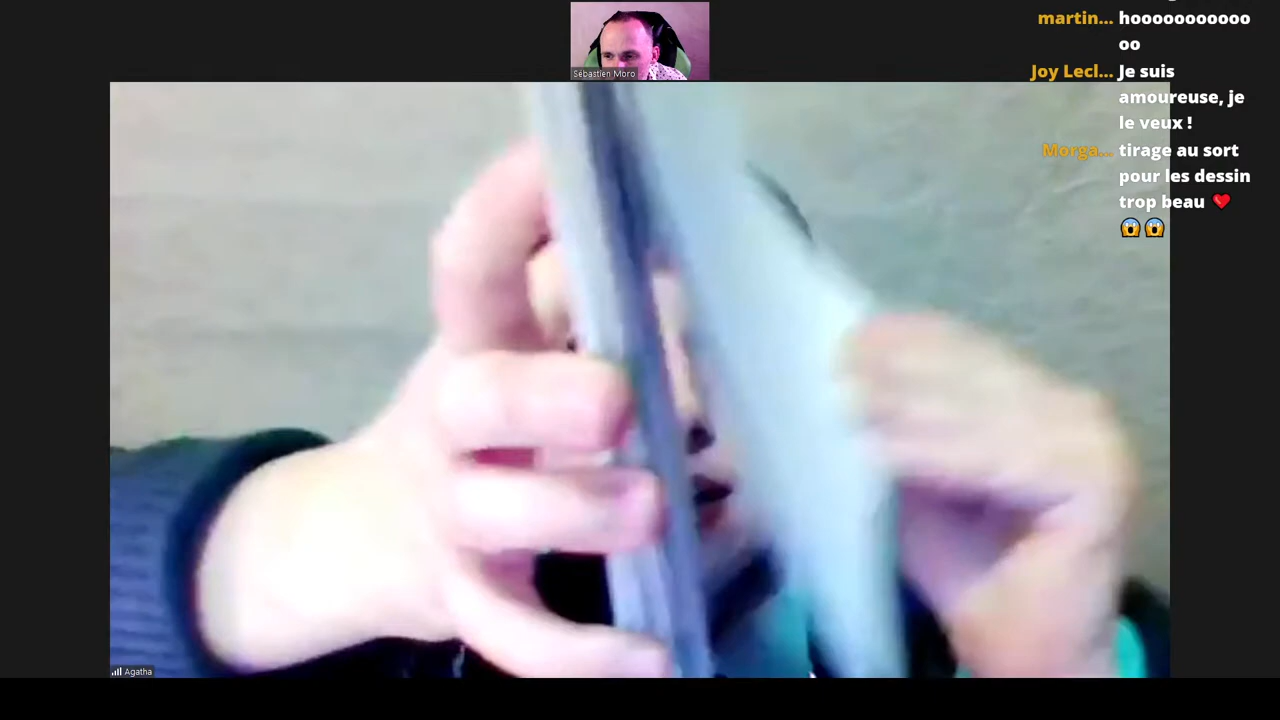 martin... hooooooooooo
oo
Joy Lecl... Je suis
amoureuse, je
le veux !
Morga... tirage au sort
pour les dessin
trop beau ❤️
😱😱
Sébastien Moro
Agatha